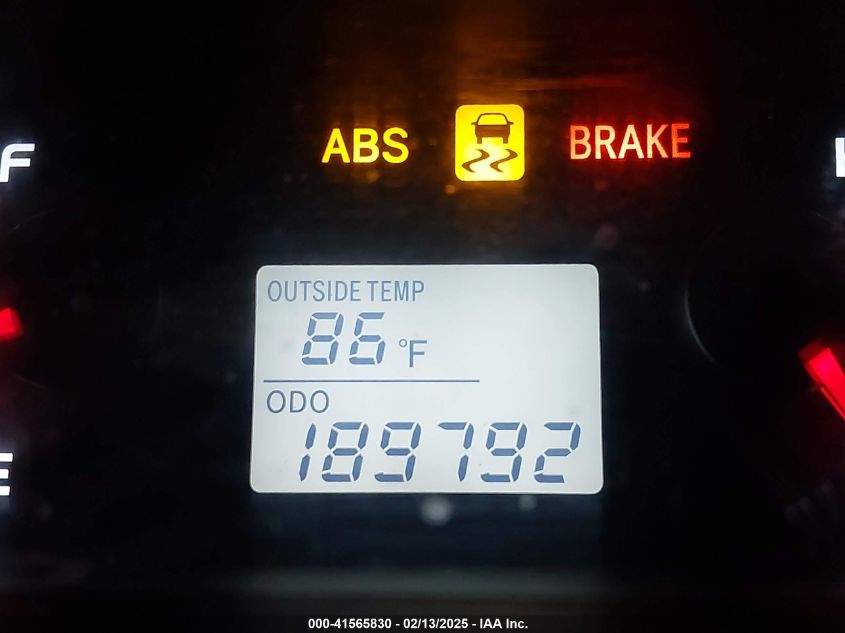 F
ABS
BRAKE
OUTSIDE TEMP
86 °F
ODO
189792
E
000-41565830 - 02/13/2025 - IAA Inc.